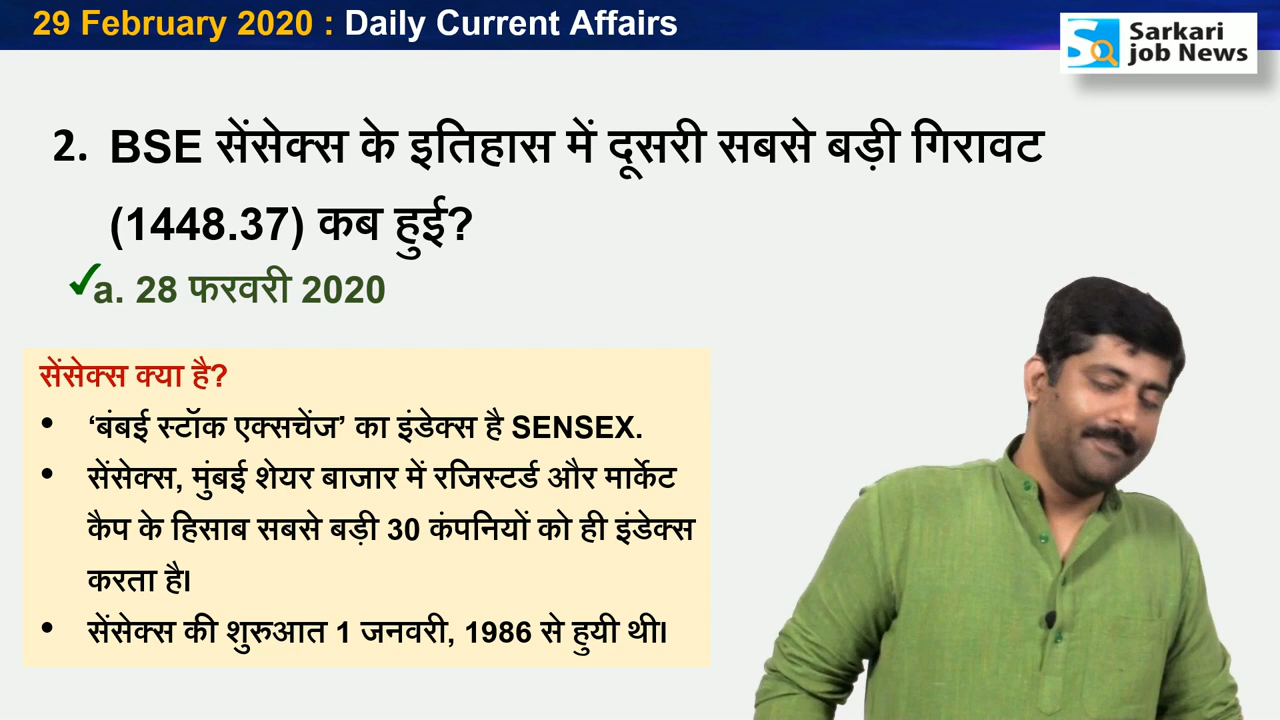 29 February 2020 : Daily Current Affairs
Sarkari
job News
2. BSE सेंसेक्स के इतिहास में दूसरी सबसे बड़ी गिरावट
(1448.37) कब हुई?
✓a. 28 फरवरी 2020
सेंसेक्स क्या है?
• ‘बंबई स्टॉक एक्सचेंज’ का इंडेक्स है SENSEX.
• सेंसेक्स, मुंबई शेयर बाजार में रजिस्टर्ड और मार्केट
कैप के हिसाब सबसे बड़ी 30 कंपनियों को ही इंडेक्स
करता है।
• सेंसेक्स की शुरुआत 1 जनवरी, 1986 से हुयी थी।